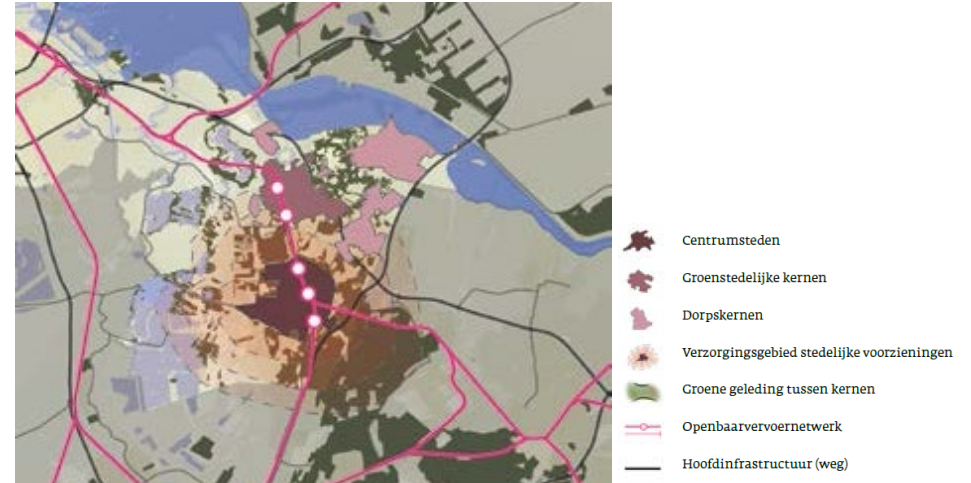 Centrumsteden
Groenstedelijke kernen
Dorpskernen
Verzorgingsgebied stedelijke voorzieningen
Groene geleding tussen kernen
Openbaarvervoernetwerk
Hoofdinfrastructuur (weg)